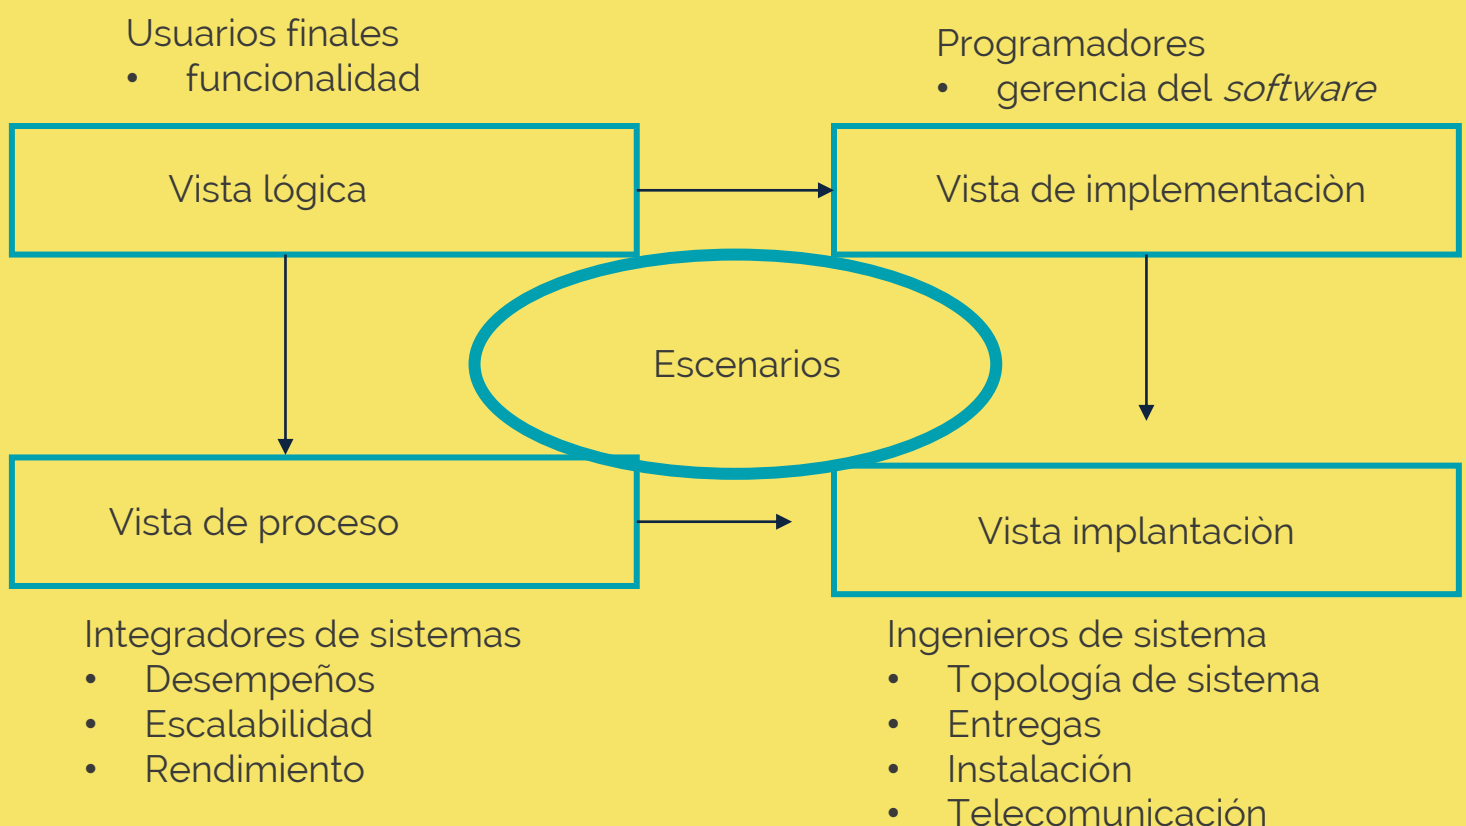 Usuarios finales
• funcionalidad
Programadores
• gerencia del software
Vista lógica
Vista de implementaciòn
Escenarios
Vista de proceso
Vista implantaciòn
Integradores de sistemas
• Desempeños
• Escalabilidad
• Rendimiento
Ingenieros de sistema
• Topología de sistema
• Entregas
• Instalación
• Telecomunicación